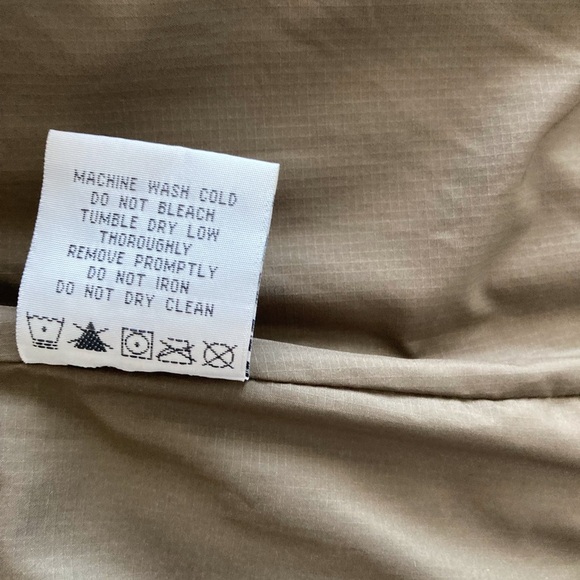 MACHINE WASH COLD
DO NOT BLEACH
TUMBLE DRY LOW
THOROUGHLY
REMOVE PROMPTLY
DO NOT IRON
DO NOT DRY CLEAN